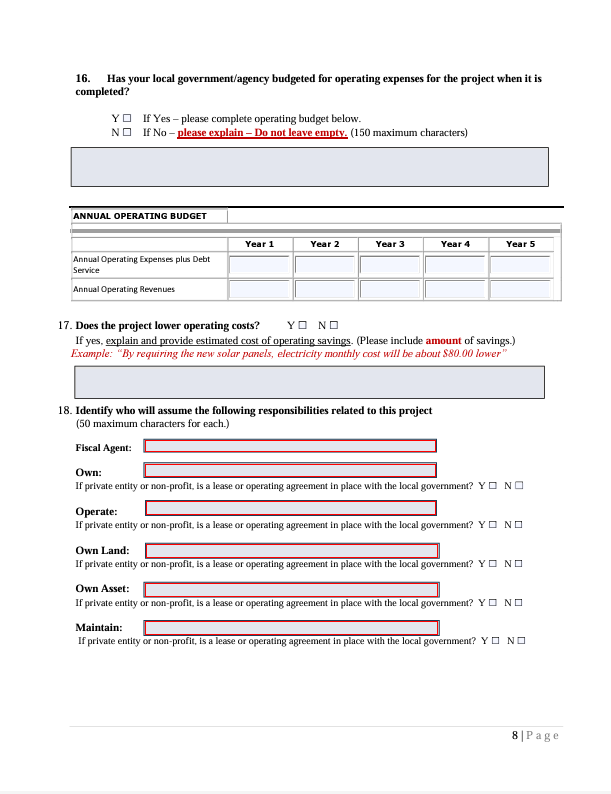 16. Has your local government/agency budgeted for operating expenses for the project when it is
completed?
Y ☐ If Yes – please complete operating budget below.
N ☐ If No – please explain – Do not leave empty. (150 maximum characters)
ANNUAL OPERATING BUDGET
Year 1 Year 2 Year 3 Year 4 Year 5
Annual Operating Expenses plus Debt
Service
Annual Operating Revenues
17. Does the project lower operating costs? Y ☐ N ☐
If yes, explain and provide estimated cost of operating savings. (Please include amount of savings.)
Example: “By requiring the new solar panels, electricity monthly cost will be about $80.00 lower”
18. Identify who will assume the following responsibilities related to this project
(50 maximum characters for each.)
Fiscal Agent:
Own:
If private entity or non-profit, is a lease or operating agreement in place with the local government? Y ☐ N ☐
Operate:
If private entity or non-profit, is a lease or operating agreement in place with the local government? Y ☐ N ☐
Own Land:
If private entity or non-profit, is a lease or operating agreement in place with the local government? Y ☐ N ☐
Own Asset:
If private entity or non-profit, is a lease or operating agreement in place with the local government? Y ☐ N ☐
Maintain:
If private entity or non-profit, is a lease or operating agreement in place with the local government? Y ☐ N ☐
8 | P a g e